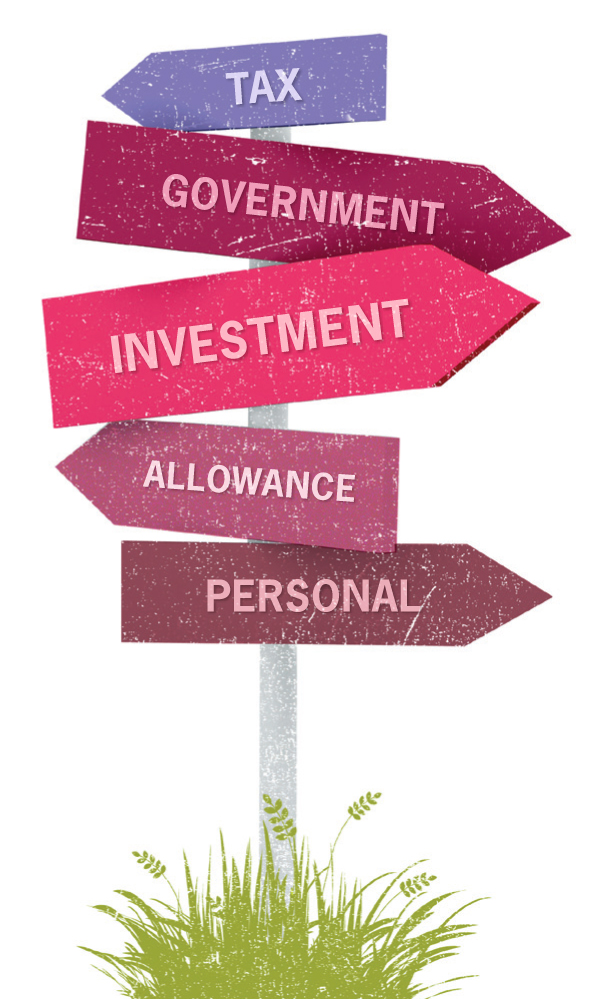 TAX
GOVERNMENT
INVESTMENT
ALLOWANCE
PERSONAL